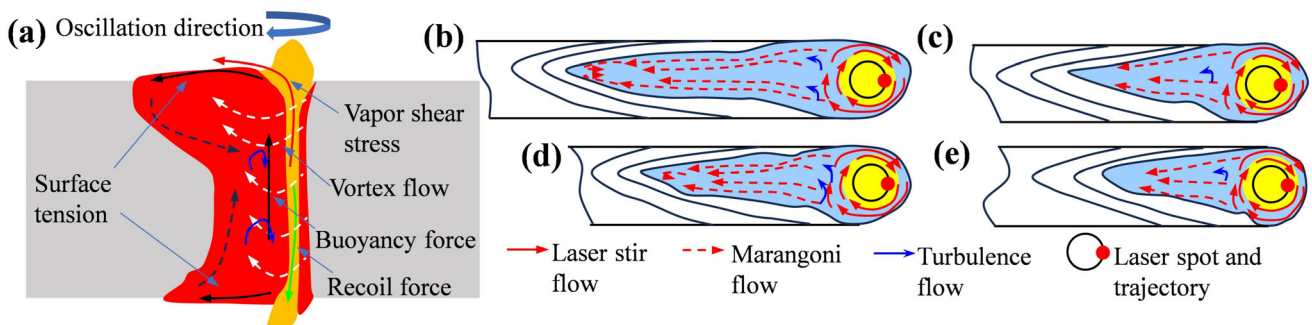 (a) Oscillation direction
Vapor shear
stress
Vortex flow
Surface
tension
Buoyancy force
Recoil force
(b)
(c)
(d)
(e)
Laser stir
flow
Marangoni
flow
Turbulence
flow
Laser spot and
trajectory